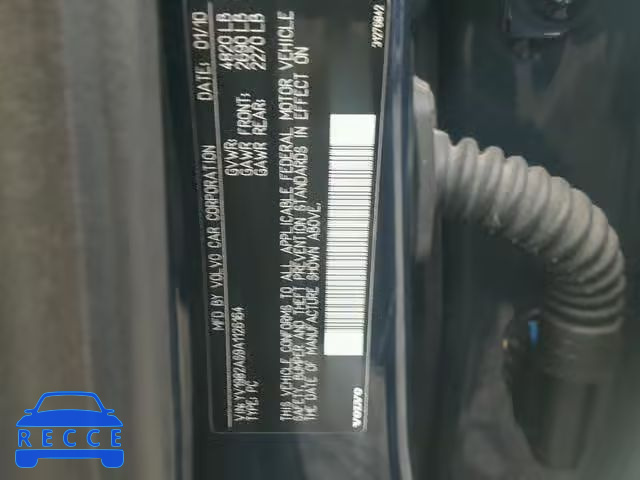 MFD BY VOLVO CAR CORPORATION DATE: 01/10
GVWR: 4820 LB
GAWR FRONT: 2690 LB
GAWR REAR: 2270 LB
TYPE: PC
THIS VEHICLE CONFORMS TO ALL APPLICABLE FEDERAL MOTOR VEHICLE
SAFETY, BUMPER, AND THEFT PREVENTION STANDARDS IN EFFECT ON
THE DATE OF MANUFACTURE SHOWN ABOVE.
VOLVO
31276842
RECCE